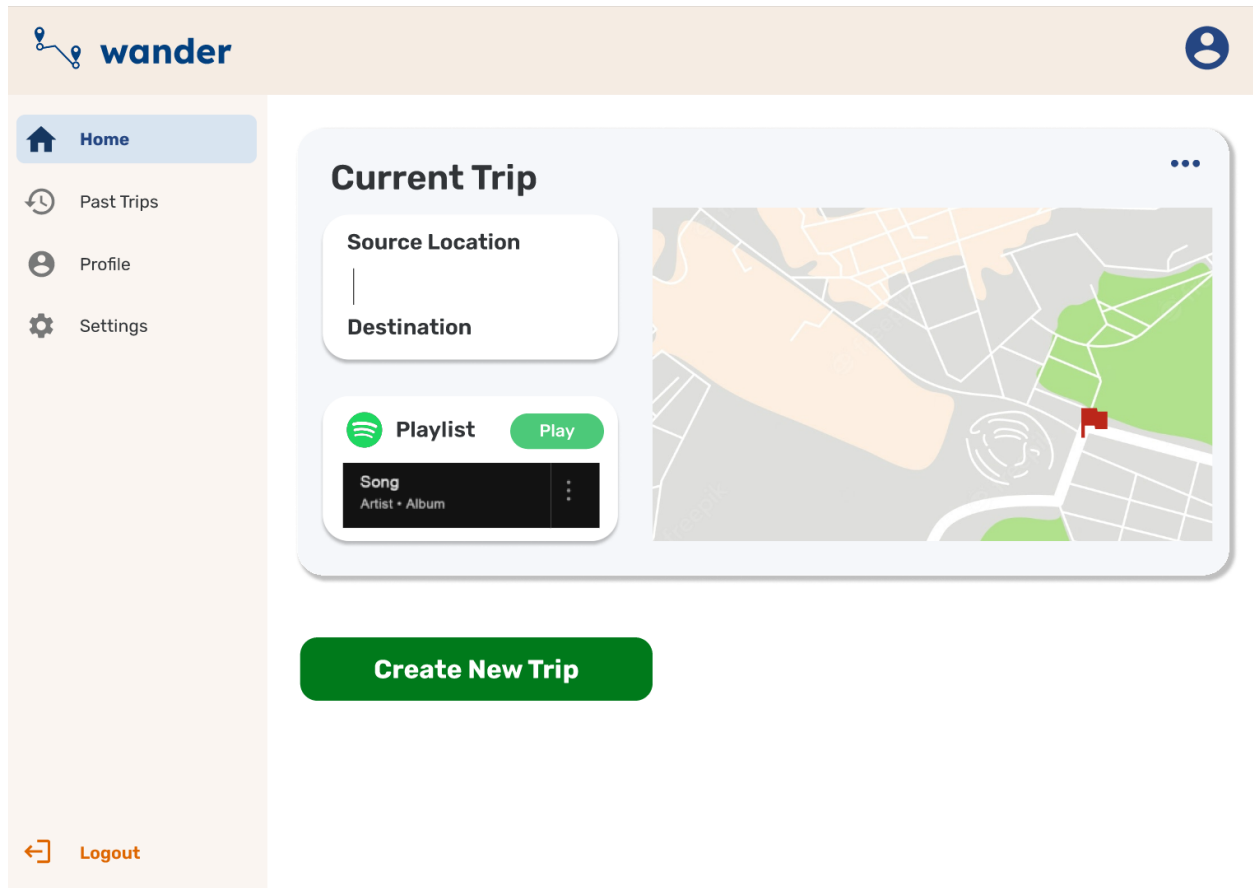 wander
Home
Past Trips
Profile
Settings
Logout
Current Trip
Source Location
Destination
Playlist
Play
Song
Artist • Album
Create New Trip